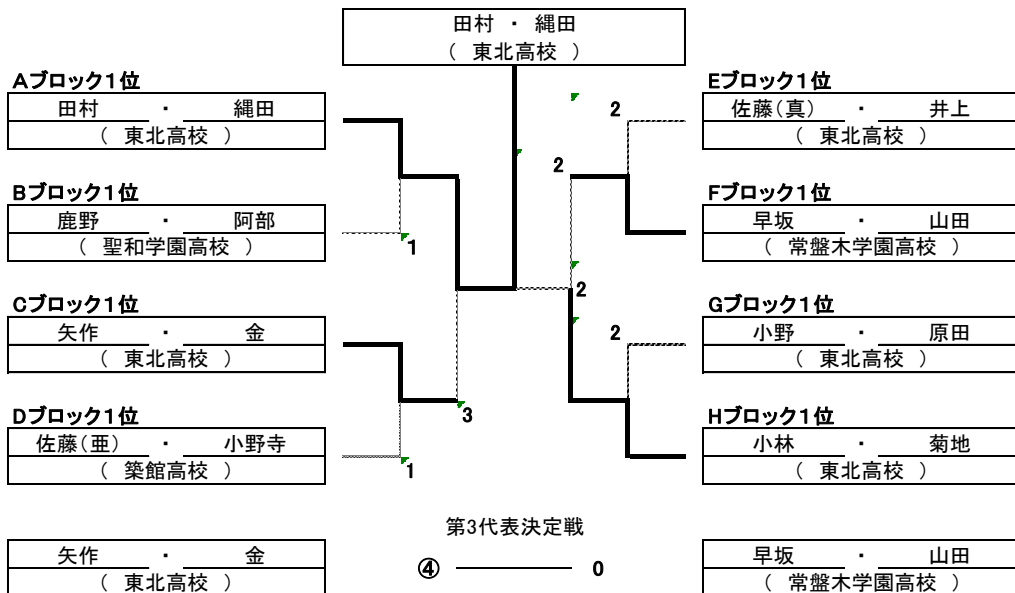 田村 ・ 縄田
( 東北高校 )
Aブロック1位
田村 ・ 縄田
( 東北高校 )
Bブロック1位
鹿野 ・ 阿部
( 聖和学園高校 )
1
Cブロック1位
矢作 ・ 金
( 東北高校 )
3
Dブロック1位
佐藤(亜) ・ 小野寺
( 築館高校 )
1
Eブロック1位
2
佐藤(真) ・ 井上
( 東北高校 )
2
Fブロック1位
早坂 ・ 山田
( 常盤木学園高校 )
2
Gブロック1位
2
小野 ・ 原田
( 東北高校 )
Hブロック1位
小林 ・ 菊地
( 東北高校 )
第3代表決定戦
矢作 ・ 金
( 東北高校 )
④ 0
早坂 ・ 山田
( 常盤木学園高校 )